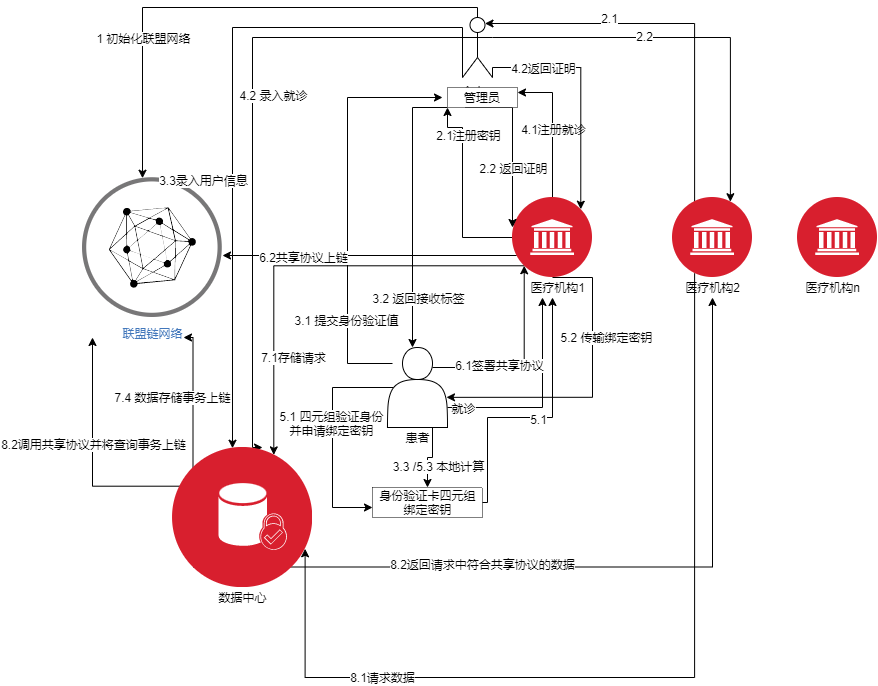 2.1
2.2
1 初始化联盟网络
4.2返回证明
4.2 录入就诊
管理员
2.1注册密钥
4.1注册就诊
2.2 返回证明
3.3录入用户信息
6.2共享协议上链
医疗机构1
医疗机构2
医疗机构n
3.2 返回接收标签
3.1 提交身份验证值
联盟链网络
5.2 传输绑定密钥
7.1存储请求
6.1签署共享协议
7.4 数据存储事务上链
就诊
5.1 四元组验证身份
并申请绑定密钥
5.1
患者
8.2调用共享协议并将查询事务上链
3.3 /5.3 本地计算
身份验证卡四元组
绑定密钥
8.2返回请求中符合共享协议的数据
数据中心
8.1请求数据